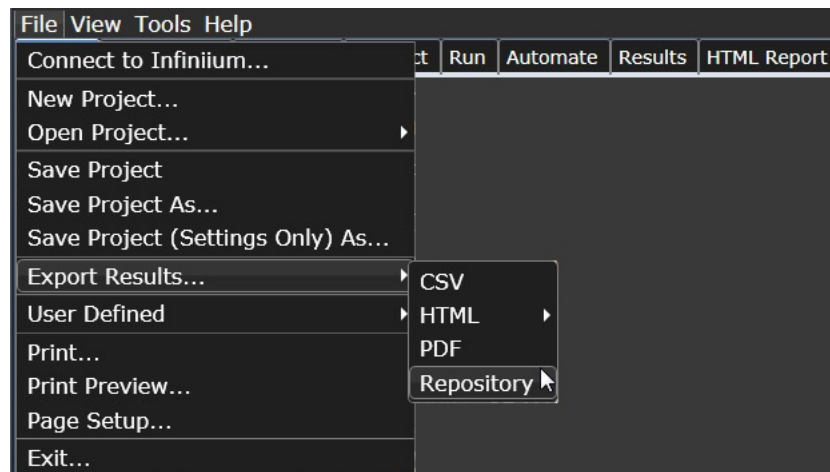 File View Tools Help
Connect to Infiniium...
Run Automate Results HTML Report
New Project...
Open Project...
Save Project
Save Project As...
Save Project (Settings Only) As...
Export Results...
CSV
User Defined
HTML
PDF
Print...
Repository
Print Preview...
Page Setup...
Exit...